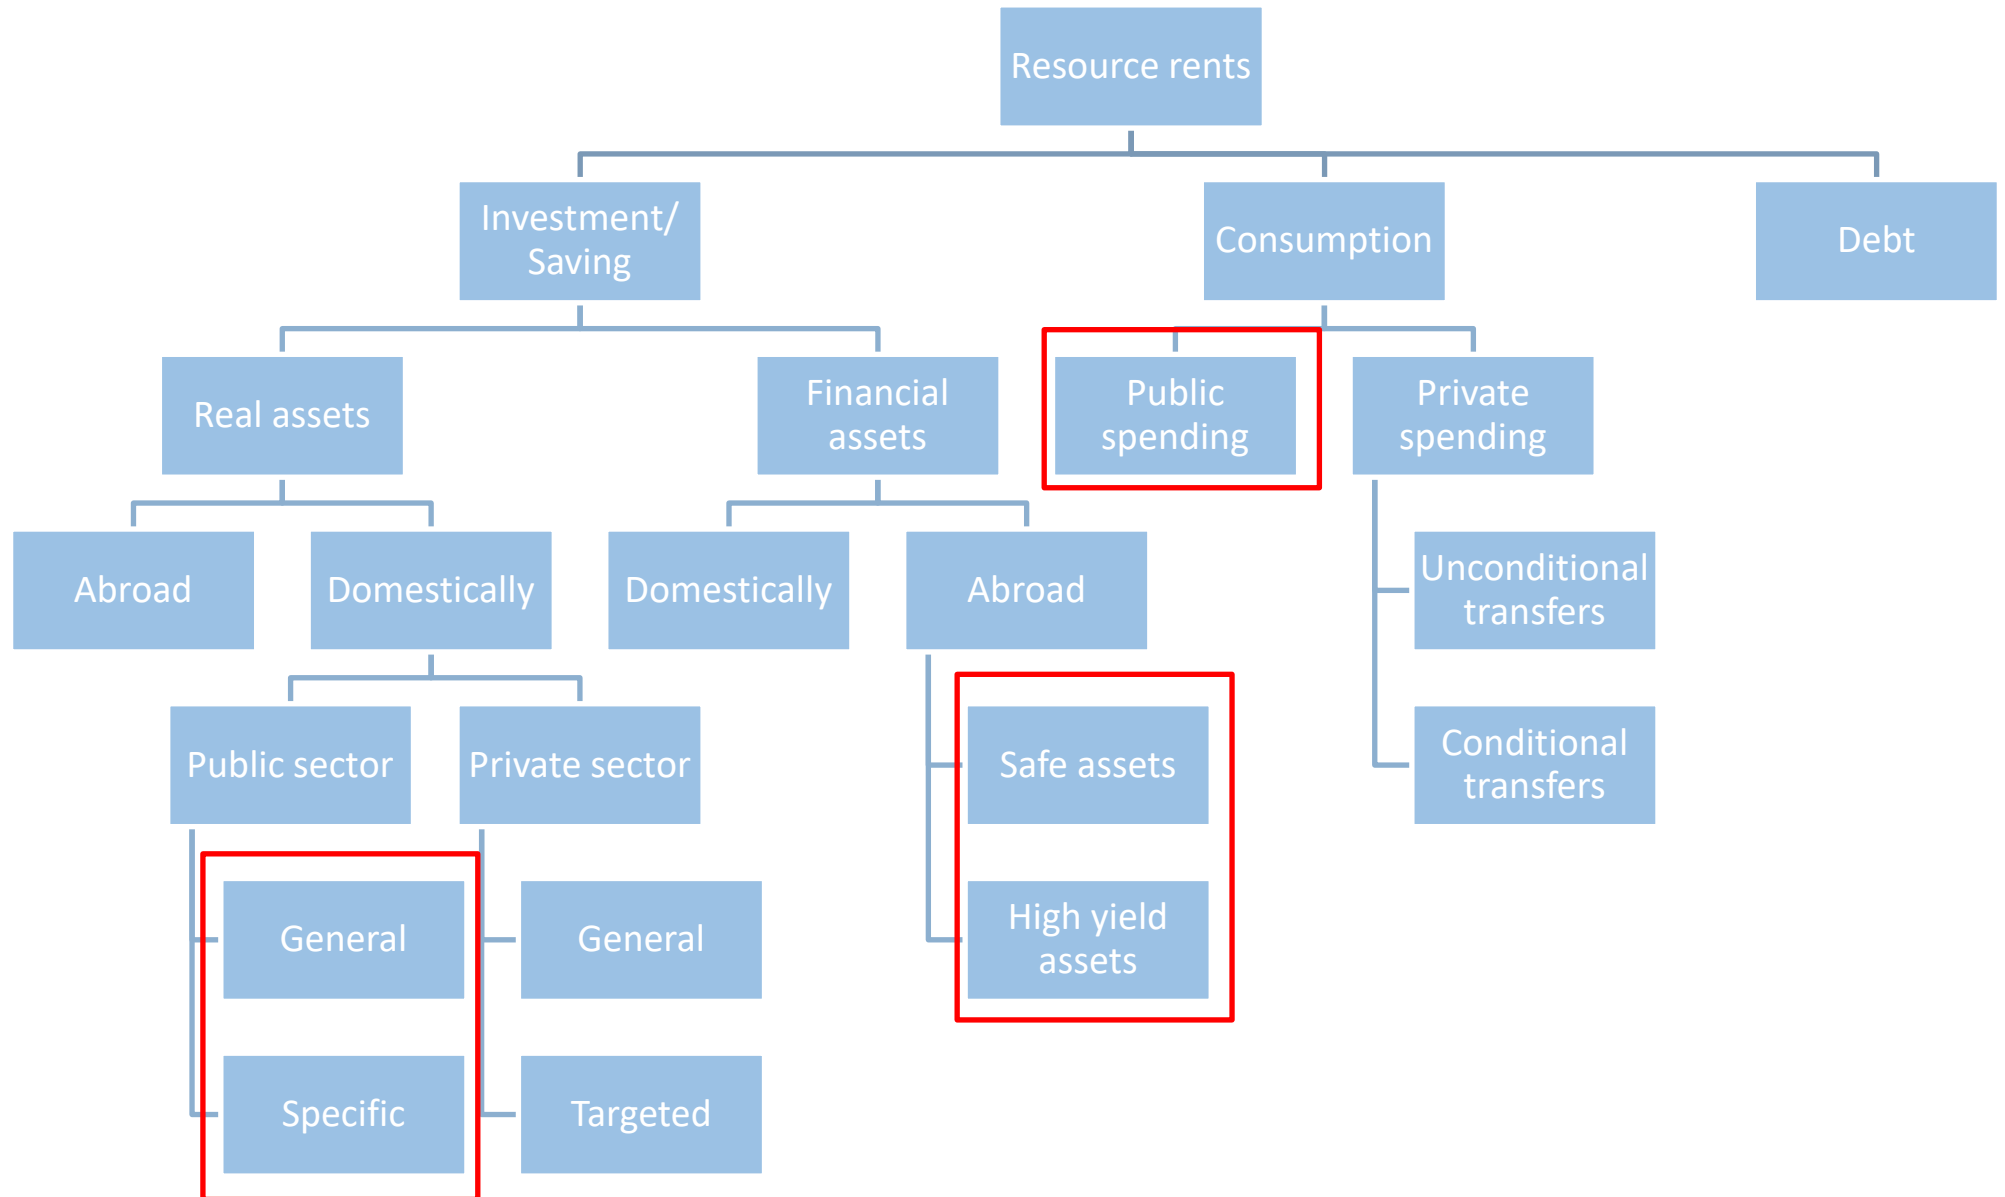 Resource rents
Investment/
Saving
Consumption
Debt
Real assets
Financial
assets
Public
spending
Private
spending
Abroad
Domestically
Domestically
Abroad
Unconditional
transfers
Public sector
Private sector
Safe assets
Conditional
transfers
General
General
High yield
assets
Specific
Targeted